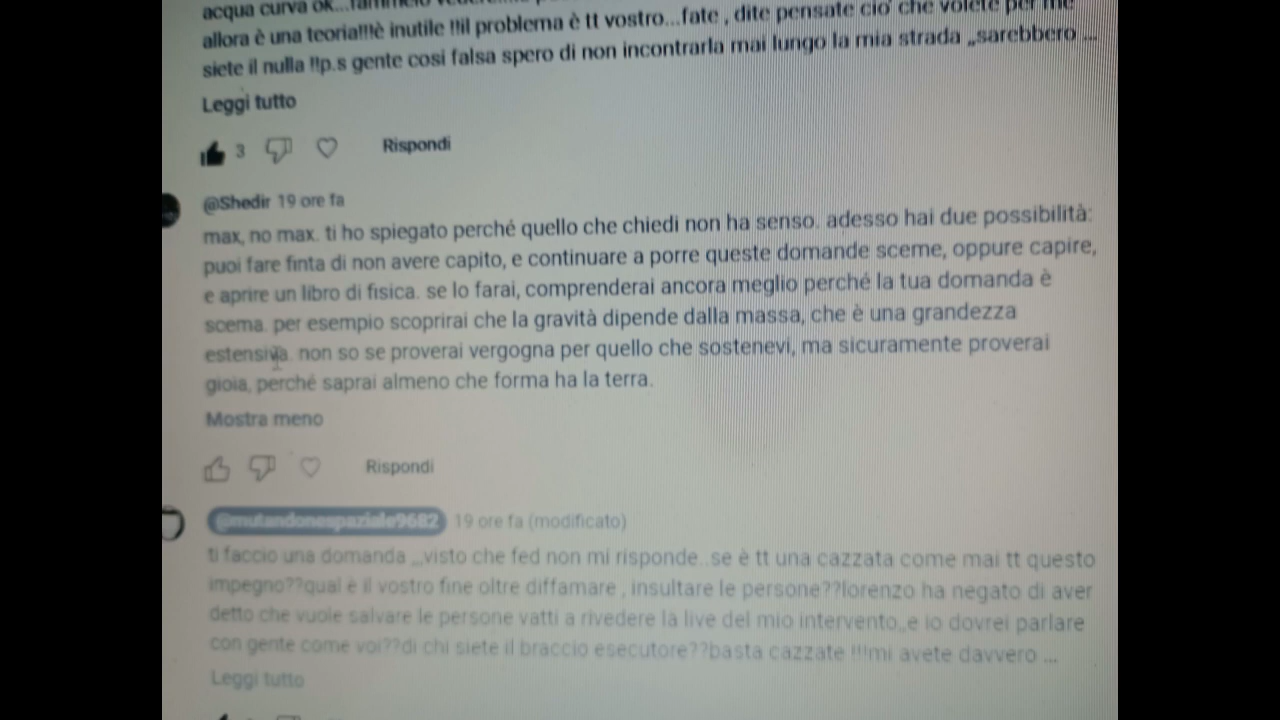 acqua curva ok...fammelo
allora è una teoria!!!è inutile !!il problema è tt vostro...fate , dite pensate cio' che volete per me
siete il nulla !!p.s gente cosi falsa spero di non incontrarla mai lungo la mia strada ,,sarebbero ...
Leggi tutto
3 Rispondi
@Shedir 19 ore fa
max, no max. ti ho spiegato perché quello che chiedi non ha senso. adesso hai due possibilità:
puoi fare finta di non avere capito, e continuare a porre queste domande sceme, oppure capire,
e aprire un libro di fisica. se lo farai, comprenderai ancora meglio perché la tua domanda è
scema. per esempio scoprirai che la gravità dipende dalla massa, che è una grandezza
estensiva. non so se proverai vergogna per quello che sostenevi, ma sicuramente proverai
gioia, perché saprai almeno che forma ha la terra.
Mostra meno
Rispondi
@mutandonespaziale9682 19 ore fa (modificato)
ti faccio una domanda ,,,visto che fed non mi risponde..se è tt una cazzata come mai tt questo
impegno??qual è il vostro fine oltre diffamare , insultare le persone??lorenzo ha negato di aver
detto che vuole salvare le persone vatti a rivedere la live del mio intervento,,e io dovrei parlare
con gente come voi??di chi siete il braccio esecutore??basta cazzate !!!mi avete davvero ...
Leggi tutto